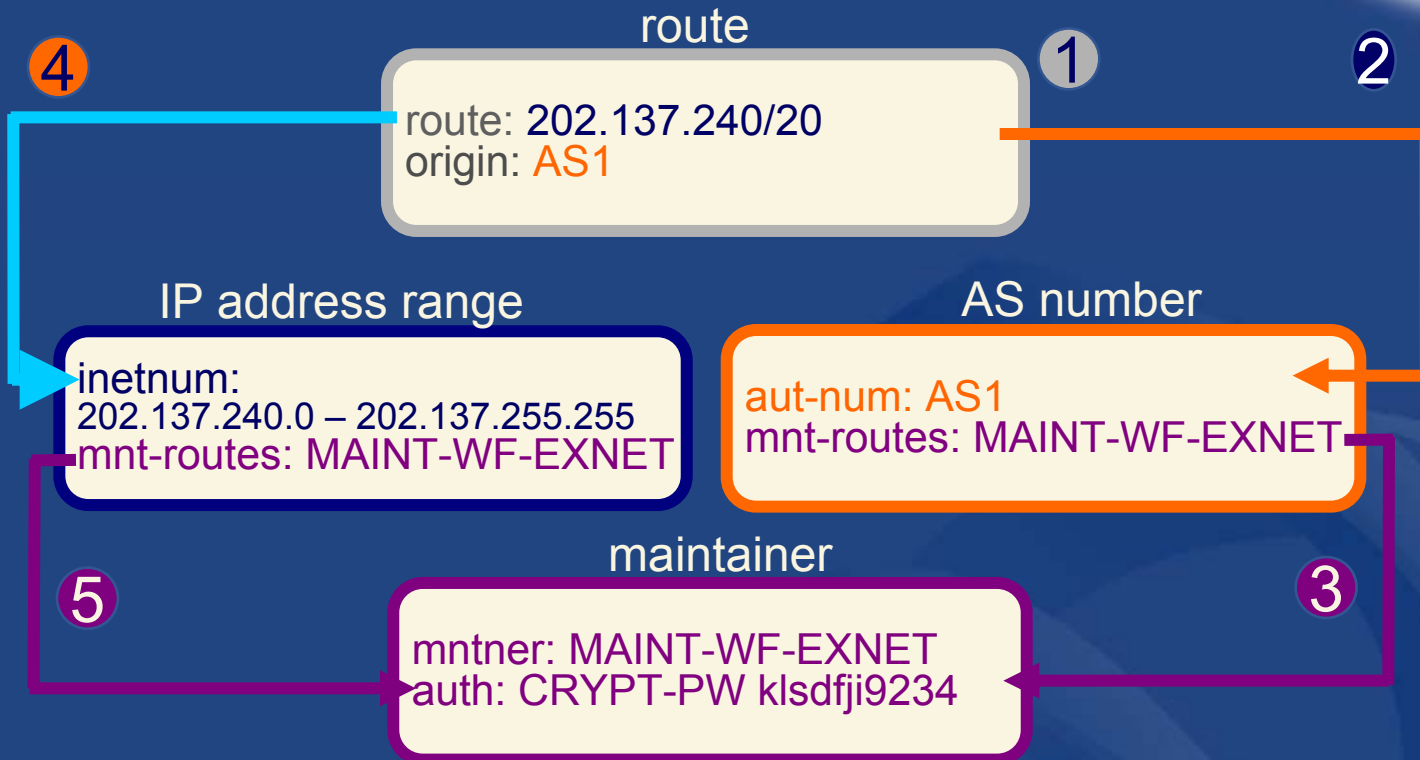 route
4
1
2
route: 202.137.240/20
origin: AS1
IP address range
AS number
inetnum:
202.137.240.0 – 202.137.255.255
mnt-routes: MAINT-WF-EXNET
aut-num: AS1
mnt-routes: MAINT-WF-EXNET
maintainer
5
3
mntner: MAINT-WF-EXNET
auth: CRYPT-PW klsdfji9234